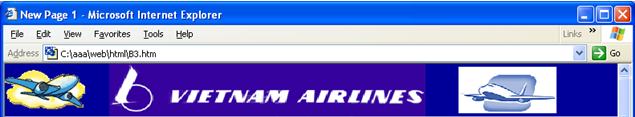 New Page 1 - Microsoft Internet Explorer
File Edit View Favorites Tools Help Links »
Address C:\aaa\web\html\B3.htm Go
VIETNAM AIRLINES